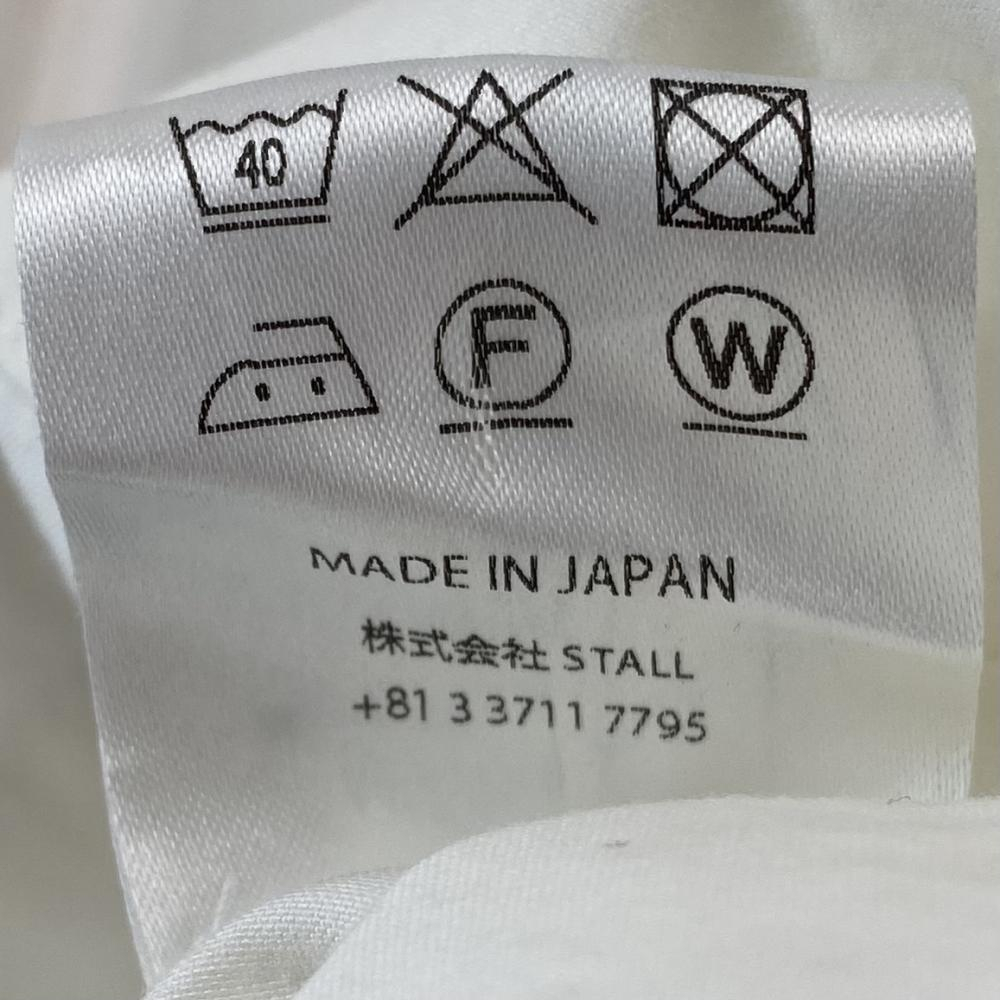 40
F W
MADE IN JAPAN
株式会社 STALL
+81 3 3711 7795